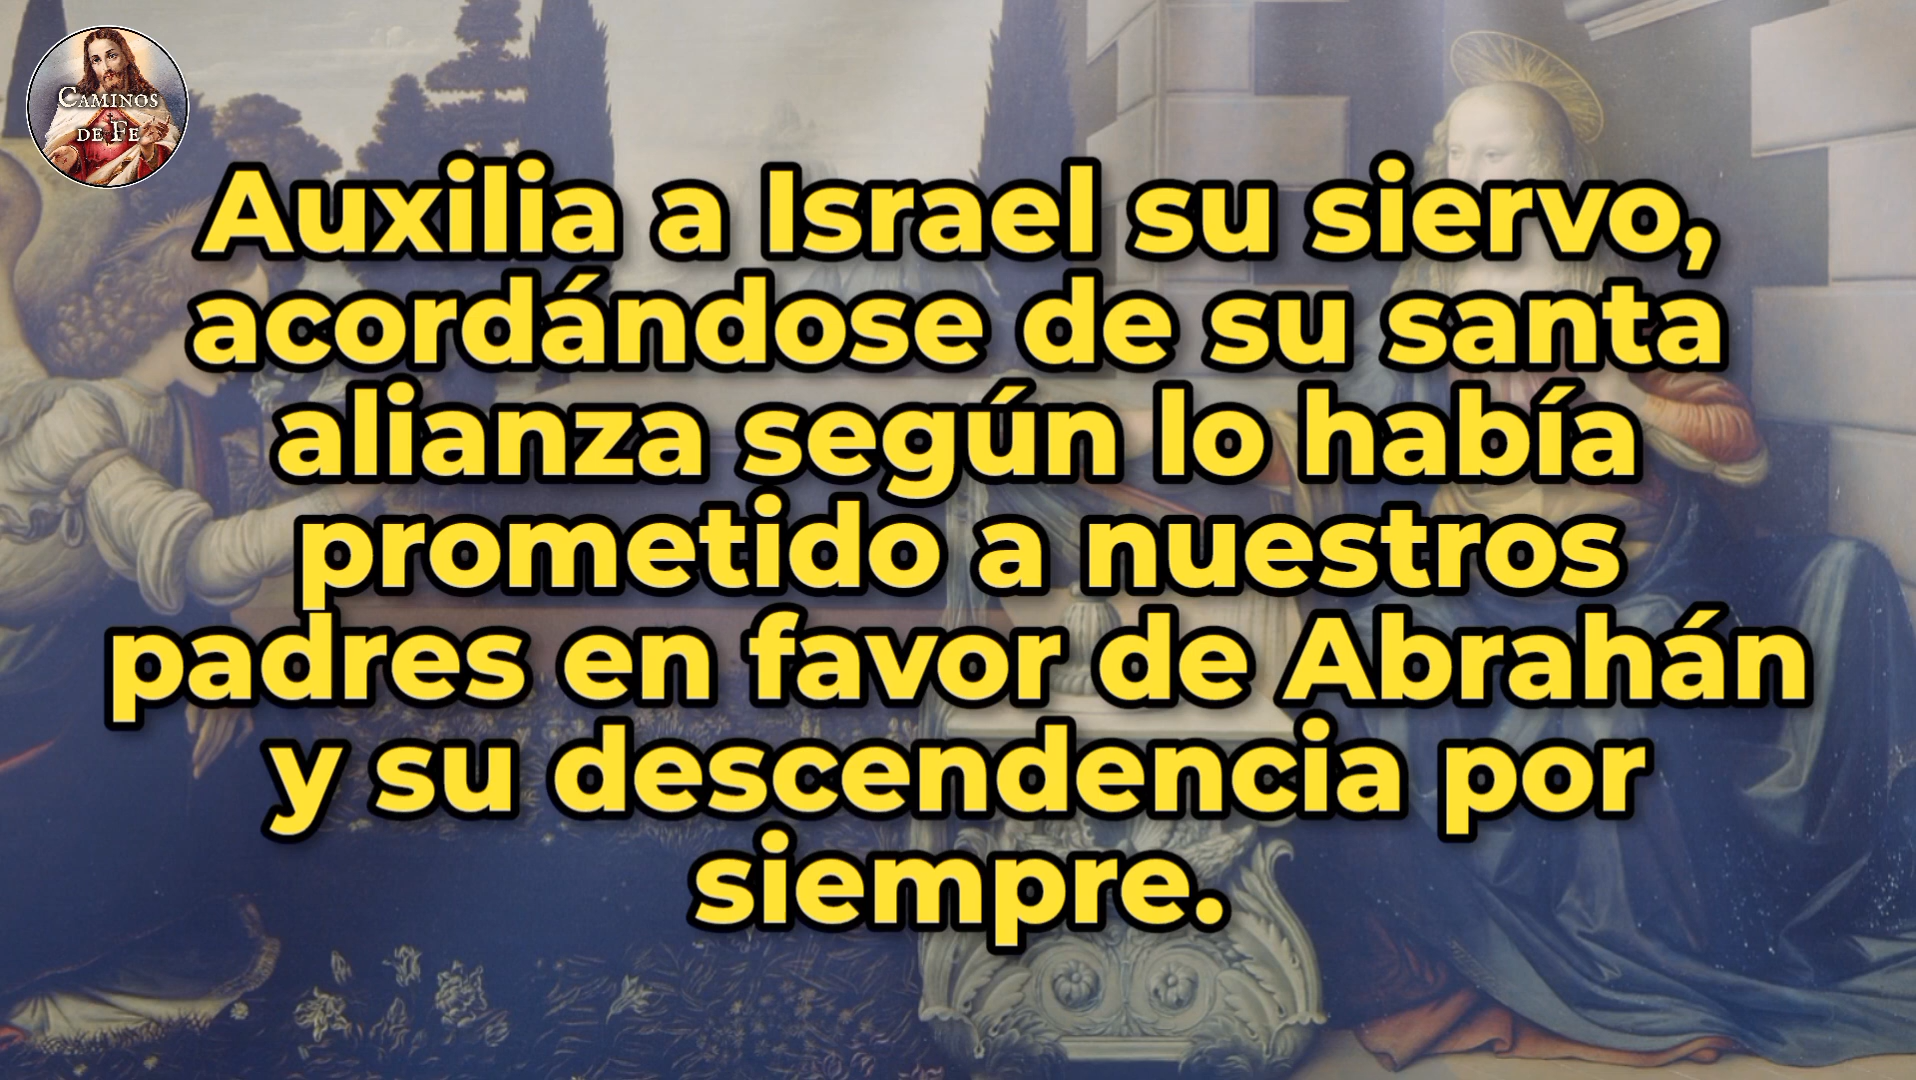 CAMINOS
DE FE
Auxilia a Israel su siervo,
acordándose de su santa
alianza según lo había
prometido a nuestros
padres en favor de Abrahán
y su descendencia por
siempre.